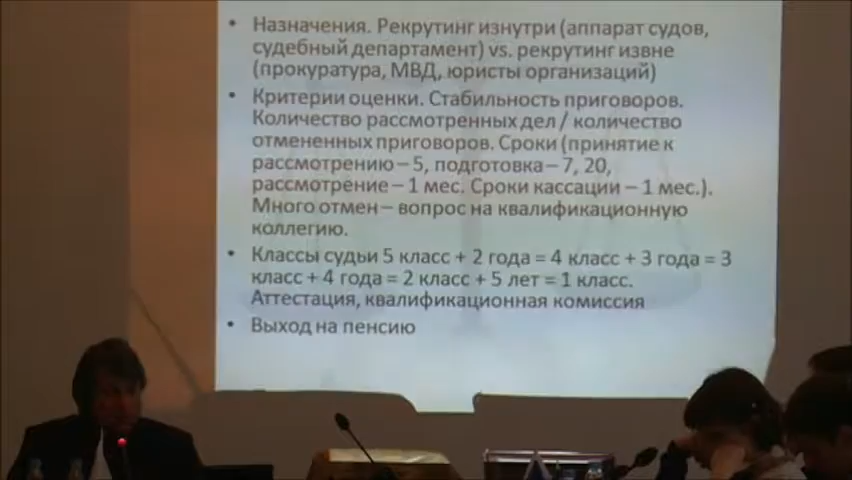 • Назначения. Рекрутинг изнутри (аппарат судов,
судебный департамент) vs. рекрутинг извне
(прокуратура, МВД, юристы организаций)
• Критерии оценки. Стабильность приговоров.
Количество рассмотренных дел / количество
отмененных приговоров. Сроки (принятие к
рассмотрению – 5, подготовка – 7, 20,
рассмотрение – 1 мес. Сроки кассации – 1 мес.).
Много отмен – вопрос на квалификационную
коллегию.
• Классы судьи 5 класс + 2 года = 4 класс + 3 года = 3
класс + 4 года = 2 класс + 5 лет = 1 класс.
Аттестация, квалификационная комиссия
• Выход на пенсию